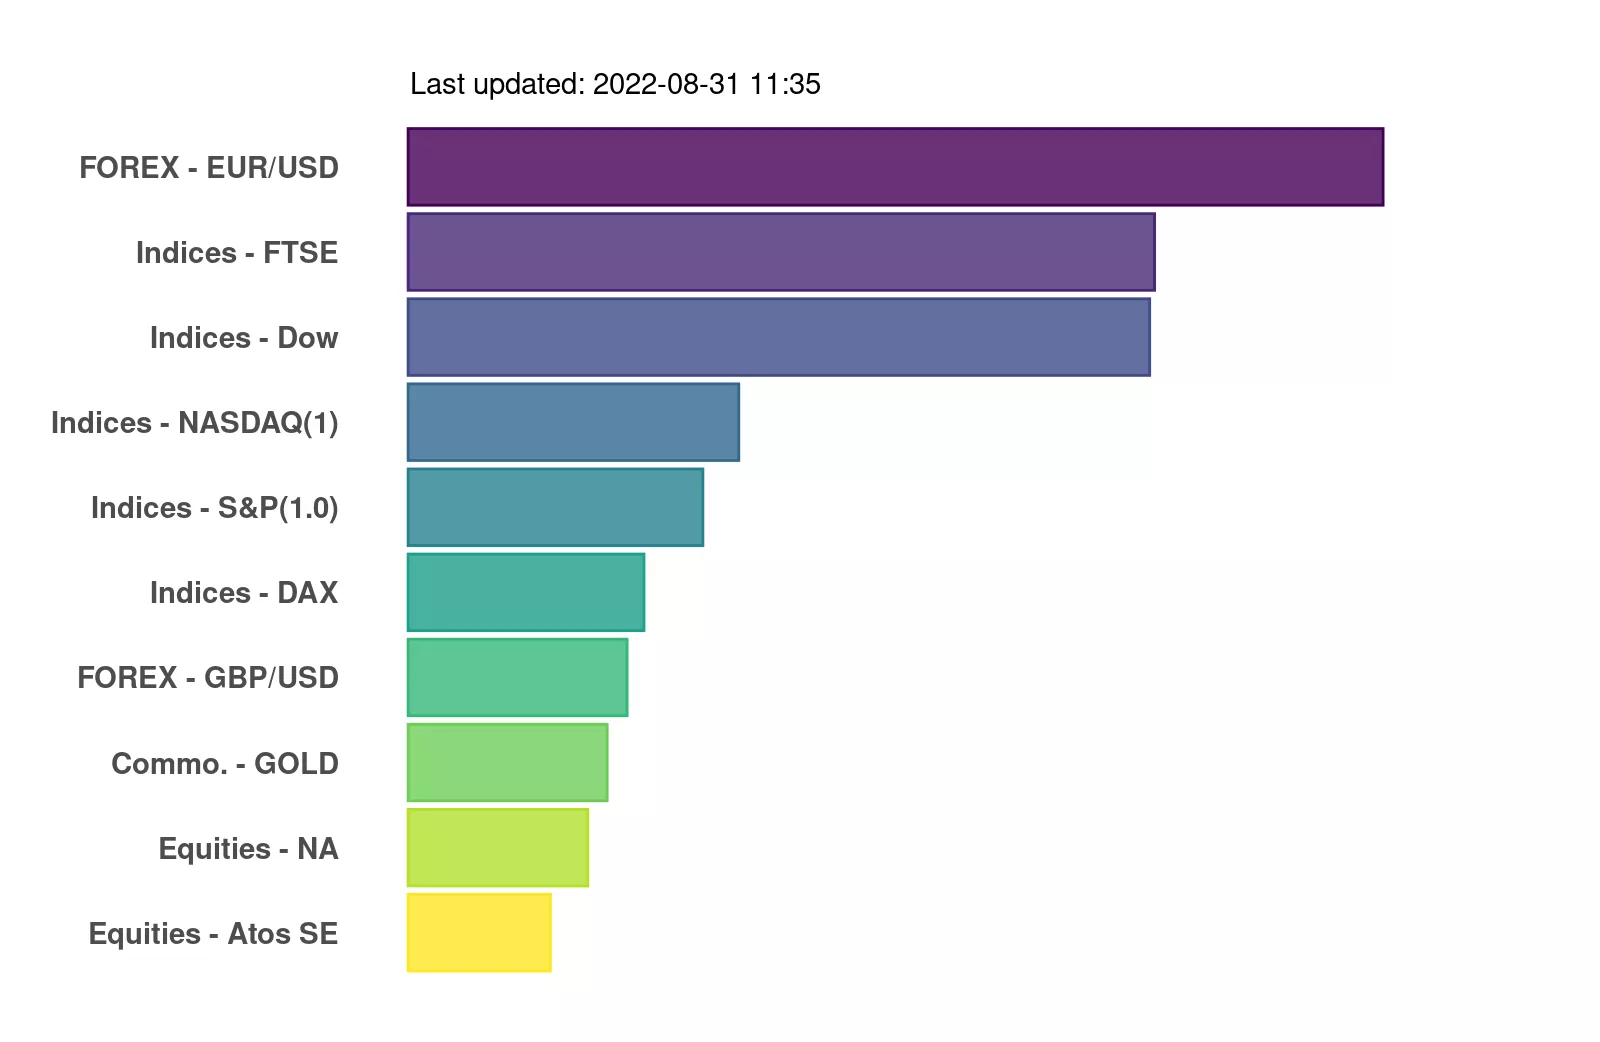 Last updated: 2022-08-31 11:35
FOREX - EUR/USD
Indices - FTSE
Indices - Dow
Indices - NASDAQ(1)
Indices - S&P(1.0)
Indices - DAX
FOREX - GBP/USD
Commo. - GOLD
Equities - NA
Equities - Atos SE